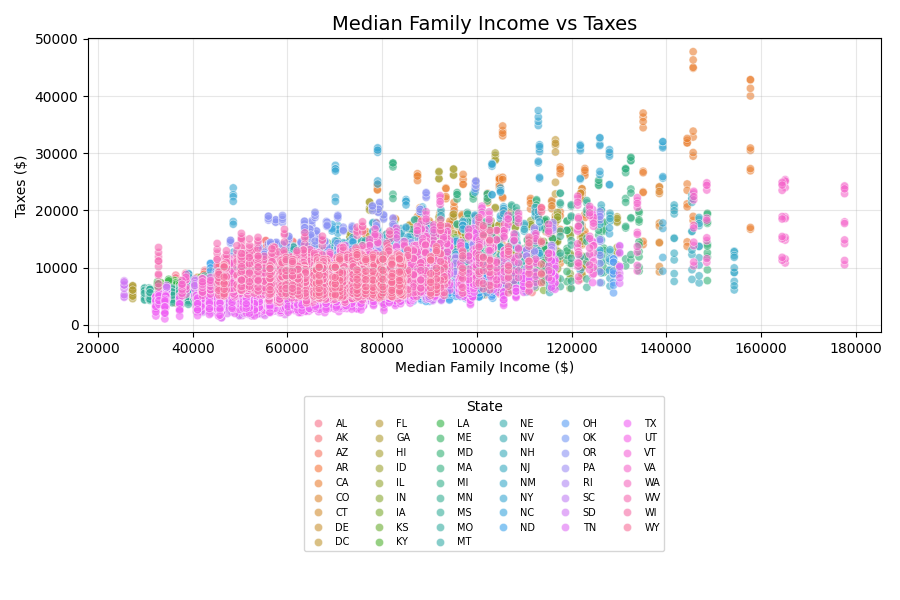 Median Family Income vs Taxes
50000
40000
30000
20000
10000
0
Taxes ($)
20000 40000 60000 80000 100000 120000 140000 160000 180000
Median Family Income ($)
State
AL FL LA NE OH TX
AK GA ME NV OK UT
AZ HI MD NH OR VT
AR ID MA NJ PA VA
CA IL MI NM RI WA
CO IN MN NY SC WV
CT IA MS NC SD WI
DE KS MO ND TN WY
DC KY MT